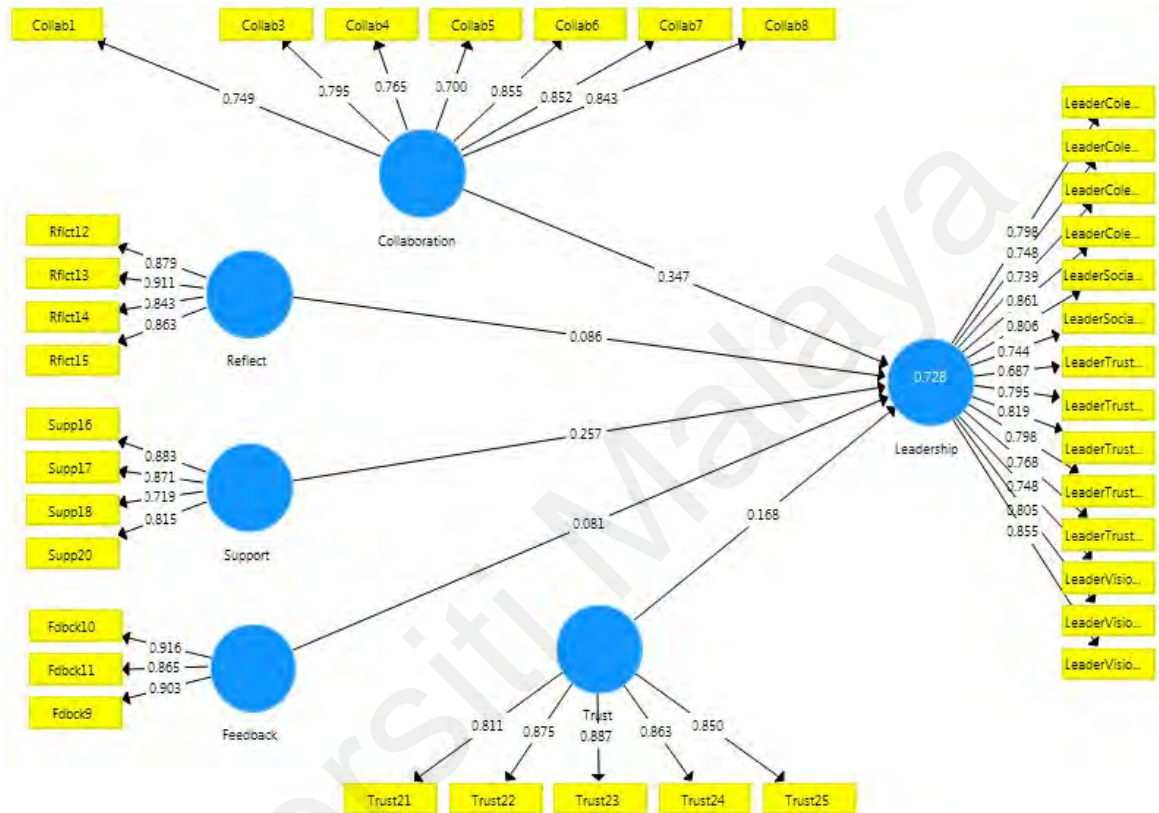 Collab1
Collab3
Collab4
Collab5
Collab6
Collab7
Collab8
0.749
0.795
0.765
0.700
0.855
0.852
0.843
Collaboration
0.347
Rflct12
Rflct13
Rflct14
Rflct15
0.879
0.911
0.843
0.863
Reflect
0.086
Supp16
Supp17
Supp18
Supp20
0.883
0.871
0.719
0.815
Support
0.257
Fdbck10
Fdbck11
Fdbck9
0.916
0.865
0.903
Feedback
0.081
Trust
0.168
0.811
0.875
0.887
0.863
0.850
Trust21
Trust22
Trust23
Trust24
Trust25
0.728
Leadership
0.798
0.748
0.739
0.861
0.806
0.744
0.687
0.795
0.819
0.798
0.768
0.748
0.805
0.855
LeaderCole...
LeaderCole...
LeaderCole...
LeaderCole...
LeaderSocia...
LeaderSocia...
LeaderTrust...
LeaderTrust...
LeaderTrust...
LeaderTrust...
LeaderTrust...
LeaderVisio...
LeaderVisio...
LeaderVisio...
ersiti Malaya